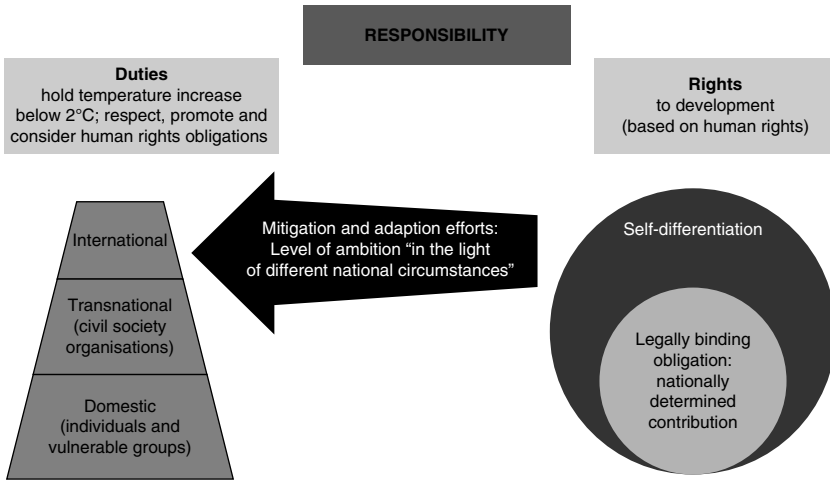 RESPONSIBILITY
Duties
hold temperature increase
below 2°C; respect, promote and
consider human rights obligations
Rights
to development
(based on human rights)
International
Transnational
(civil society
organisations)
Domestic
(individuals and
vulnerable groups)
Mitigation and adaption efforts:
Level of ambition “in the light
of different national circumstances”
Self-differentiation
Legally binding
obligation:
nationally
determined
contribution